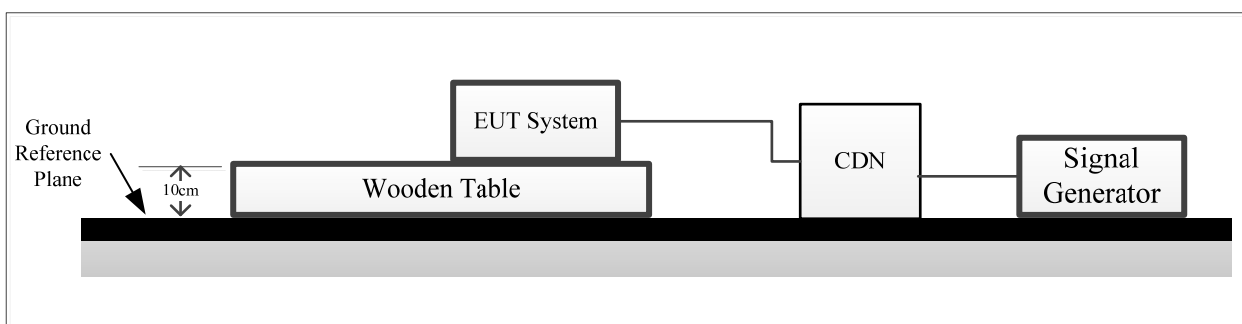 Ground
Reference
Plane
10cm
EUT System
Wooden Table
CDN
Signal
Generator